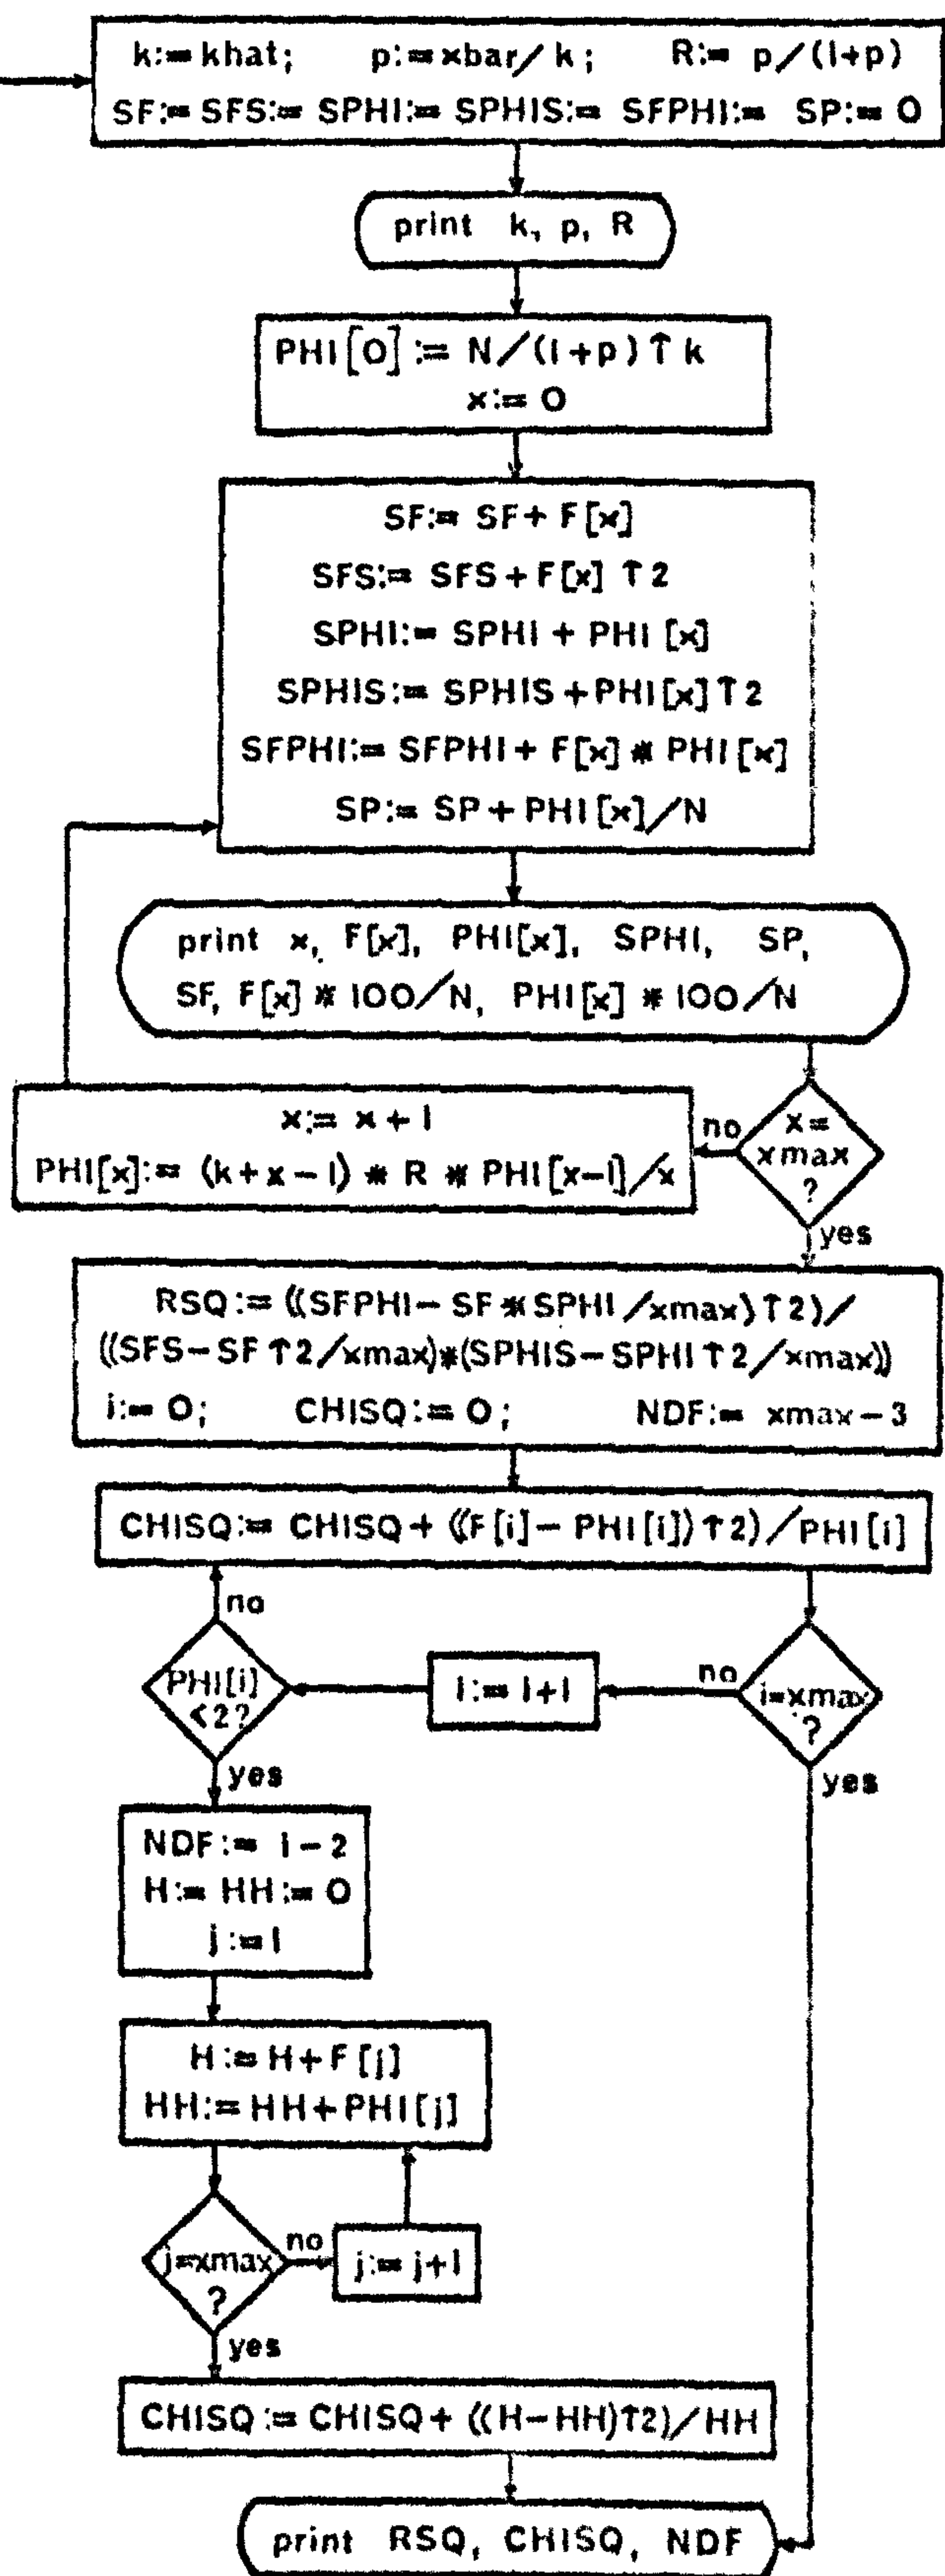 k:= khat; p:= xbar/k; R:= p/(1+p)
SF:= SFS:= SPHI:= SPHIS:= SFPHI:= SP:= 0
print k, p, R
PHI[0]:= N/(1+p)↑k
x:= 0
SF:= SF + F[x]
SFS:= SFS + F[x]↑2
SPHI:= SPHI + PHI[x]
SPHIS:= SPHIS + PHI[x]↑2
SFPHI:= SFPHI + F[x] * PHI[x]
SP:= SP + PHI[x]/N
print x, F[x], PHI[x], SPHI, SP,
SF, F[x] * 100/N, PHI[x] * 100/N
x =
xmax
?
no
yes
x:= x + 1
PHI[x]:= (k+x-1) * R * PHI[x-1]/x
RSQ:= ((SFPHI-SF*SPHI/xmax)↑2)/
((SFS-SF↑2/xmax)*(SPHIS-SPHI↑2/xmax))
i:= 0; CHISQ:= 0; NDF:= xmax-3
CHISQ:= CHISQ + ((F[i]-PHI[i])↑2)/PHI[i]
i=xmax
?
no
yes
i:= i+1
PHI[i]
<2?
no
yes
NDF:= i-2
H:= HH:= 0
j:= i
H:= H+F[j]
HH:= HH+PHI[j]
j=xmax
?
no
j:= j+1
yes
CHISQ:= CHISQ + ((H-HH)↑2)/HH
print RSQ, CHISQ, NDF